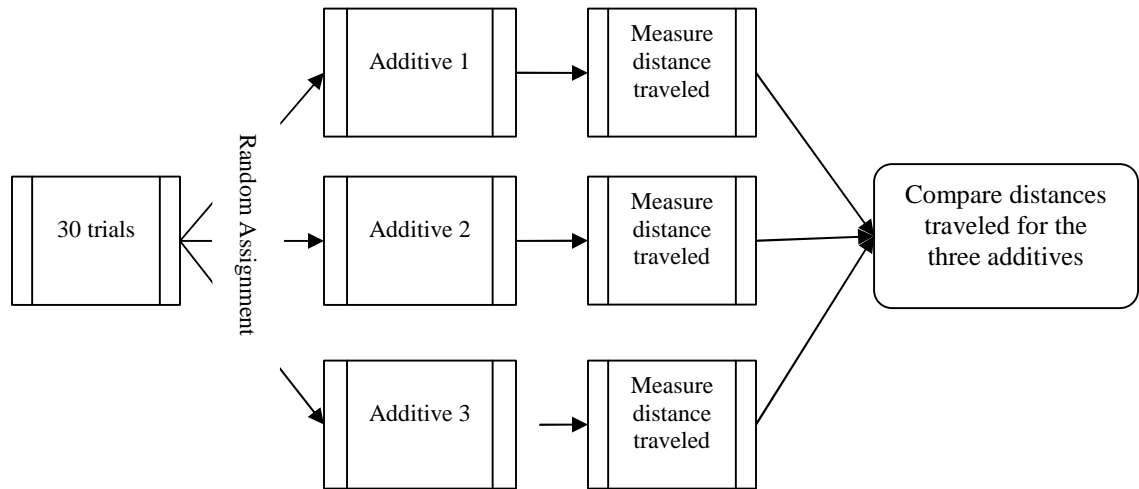 30 trials
Random Assignment
Additive 1
Measure
distance
traveled
Additive 2
Measure
distance
traveled
Additive 3
Measure
distance
traveled
Compare distances
traveled for the
three additives